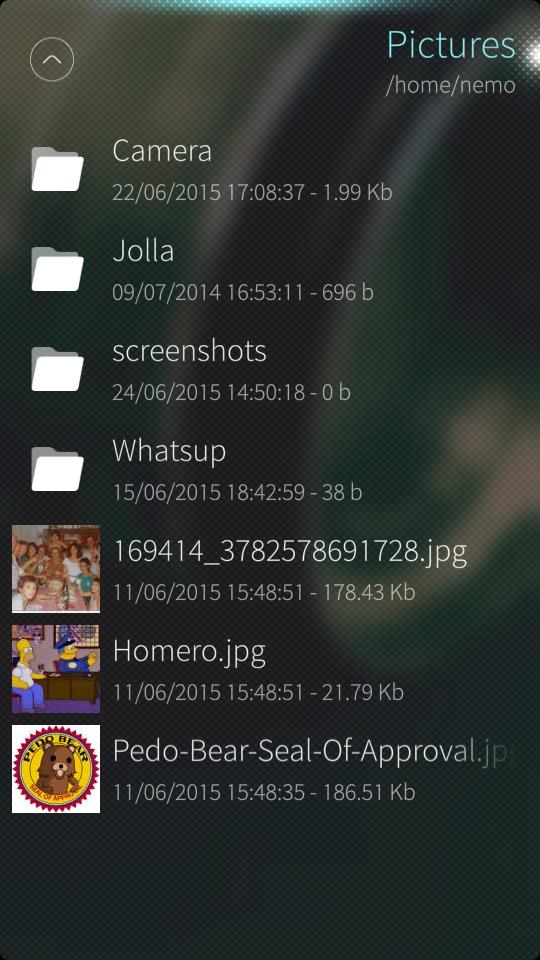 Pictures
/home/nemo
Camera
22/06/2015 17:08:37 - 1.99 Kb
Jolla
09/07/2014 16:53:11 - 696 b
screenshots
24/06/2015 14:50:18 - 0 b
Whatsup
15/06/2015 18:42:59 - 38 b
169414_3782578691728.jpg
11/06/2015 15:48:51 - 178.43 Kb
Homero.jpg
11/06/2015 15:48:51 - 21.79 Kb
PEDO BEAR
SEAL OF APPROVAL
Pedo-Bear-Seal-Of-Approval.jp
11/06/2015 15:48:35 - 186.51 Kb